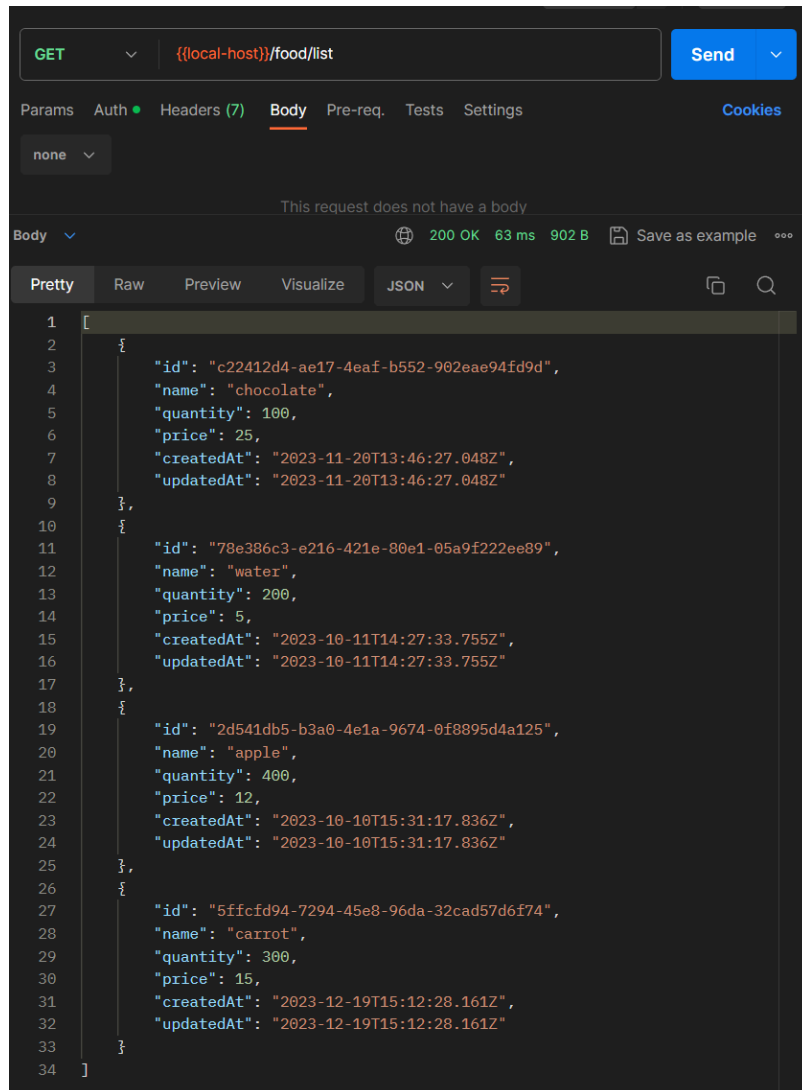 GET {{local-host}}/food/list Send
Params Auth Headers (7) Body Pre-req. Tests Settings Cookies
none
This request does not have a body
Body 200 OK 63 ms 902 B Save as example
Pretty Raw Preview Visualize JSON
1 [
2 {
3 "id": "c22412d4-ae17-4eaf-b552-902eae94fd9d",
4 "name": "chocolate",
5 "quantity": 100,
6 "price": 25,
7 "createdAt": "2023-11-20T13:46:27.048Z",
8 "updatedAt": "2023-11-20T13:46:27.048Z"
9 },
10 {
11 "id": "78e386c3-e216-421e-80e1-05a9f222ee89",
12 "name": "water",
13 "quantity": 200,
14 "price": 5,
15 "createdAt": "2023-10-11T14:27:33.755Z",
16 "updatedAt": "2023-10-11T14:27:33.755Z"
17 },
18 {
19 "id": "2d541db5-b3a0-4e1a-9674-0f8895d4a125",
20 "name": "apple",
21 "quantity": 400,
22 "price": 12,
23 "createdAt": "2023-10-10T15:31:17.836Z",
24 "updatedAt": "2023-10-10T15:31:17.836Z"
25 },
26 {
27 "id": "5ffcfd94-7294-45e8-96da-32cad57d6f74",
28 "name": "carrot",
29 "quantity": 300,
30 "price": 15,
31 "createdAt": "2023-12-19T15:12:28.161Z",
32 "updatedAt": "2023-12-19T15:12:28.161Z"
33 }
34 ]